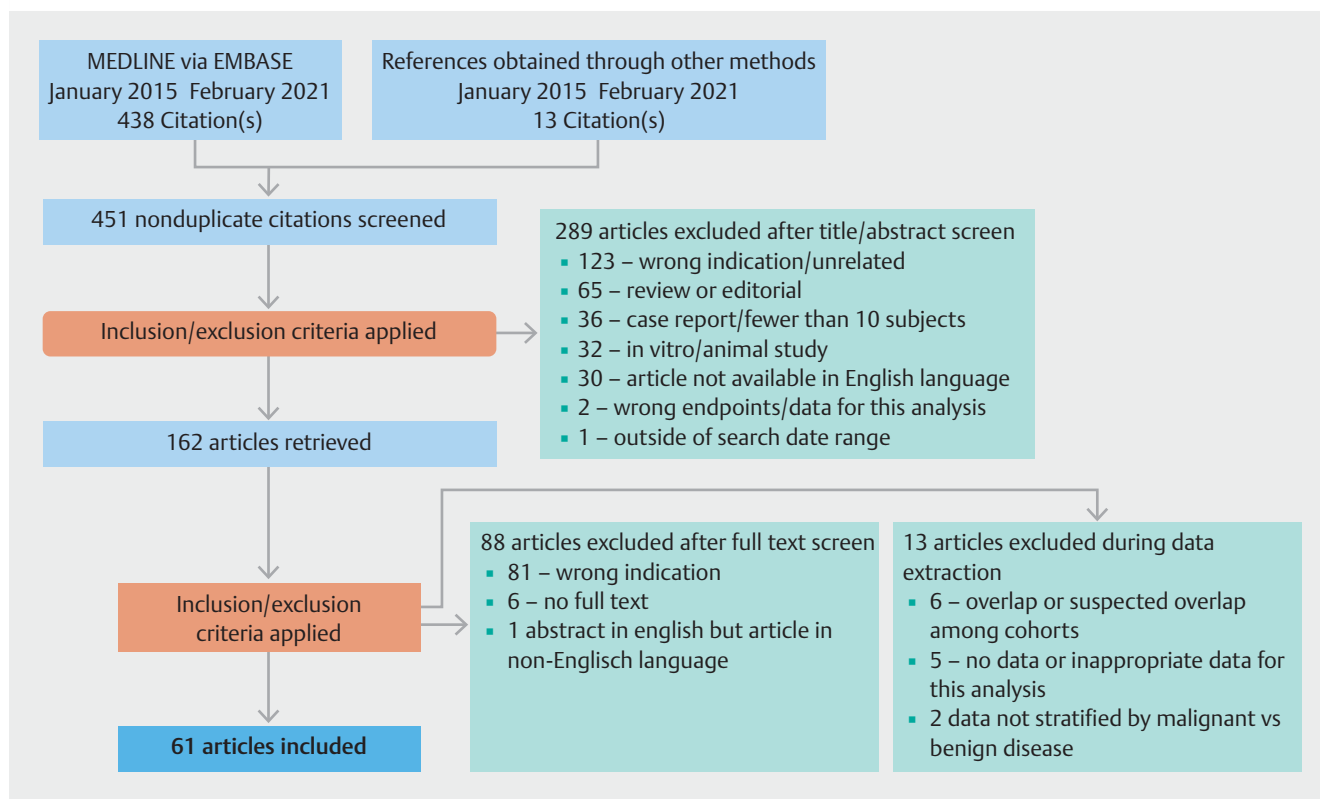 MEDLINE via EMBASE
January 2015 February 2021
438 Citation(s)
References obtained through other methods
January 2015 February 2021
13 Citation(s)
451 nonduplicate citations screened
289 articles excluded after title/abstract screen
▪ 123 – wrong indication/unrelated
▪ 65 – review or editorial
▪ 36 – case report/fewer than 10 subjects
▪ 32 – in vitro/animal study
▪ 30 – article not available in English language
▪ 2 – wrong endpoints/data for this analysis
▪ 1 – outside of search date range
Inclusion/exclusion criteria applied
162 articles retrieved
88 articles excluded after full text screen
▪ 81 – wrong indication
▪ 6 – no full text
▪ 1 abstract in english but article in
non-Englisch language
13 articles excluded during data
extraction
▪ 6 – overlap or suspected overlap
among cohorts
▪ 5 – no data or inappropriate data for
this analysis
▪ 2 data not stratified by malignant vs
benign disease
Inclusion/exclusion
criteria applied
61 articles included